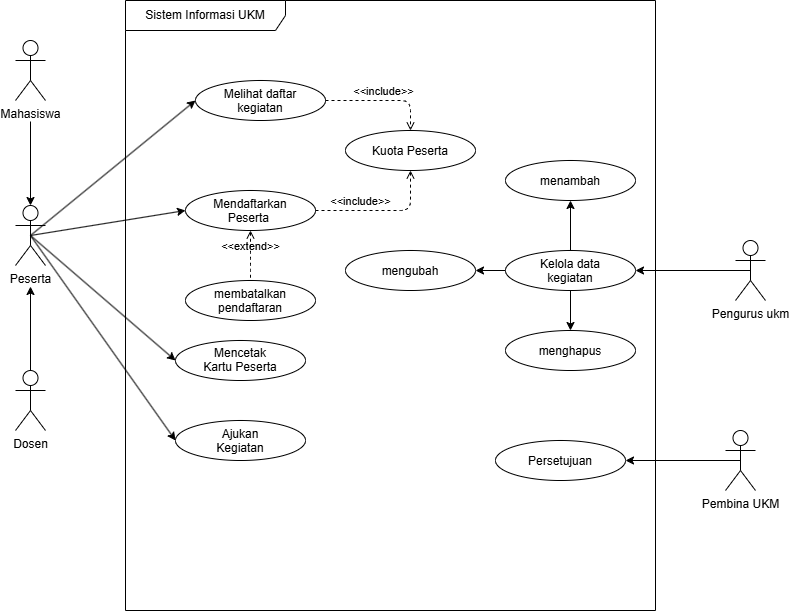 Sistem Informasi UKM
Mahasiswa
Melihat daftar
kegiatan
<<include>>
Kuota Peserta
Mendaftarkan
Peserta
<<include>>
<<extend>>
membatalkan
pendaftaran
Peserta
Mencetak
Kartu Peserta
Ajukan
Kegiatan
Dosen
menambah
mengubah
Kelola data
kegiatan
menghapus
Pengurus ukm
Persetujuan
Pembina UKM